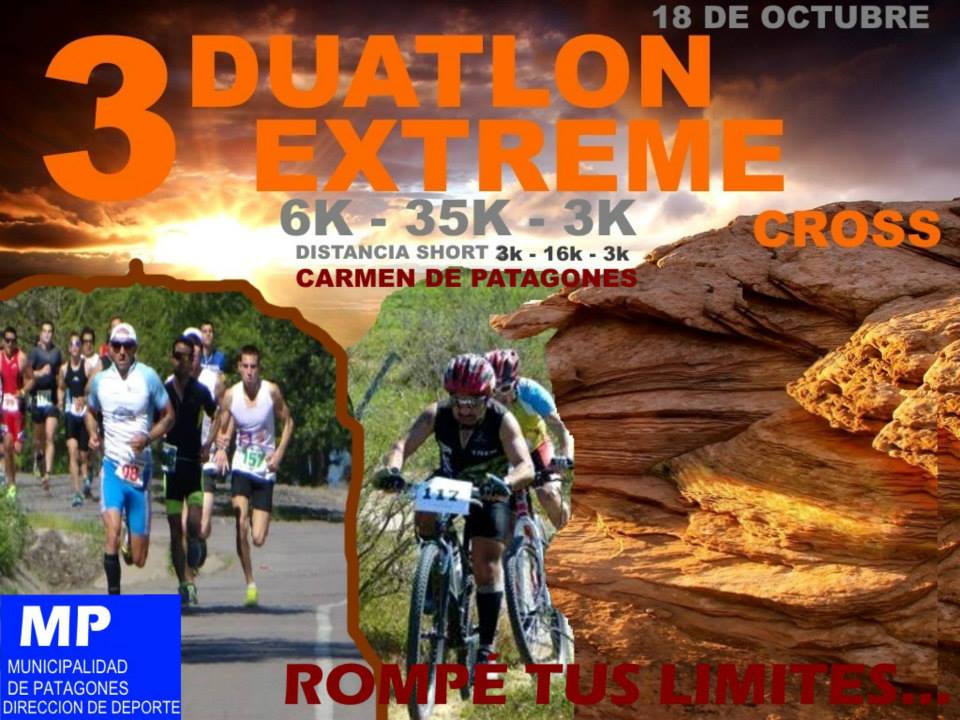 18 DE OCTUBRE
3 DUATLON
EXTREME
CROSS
6K - 35K - 3K
DISTANCIA SHORT 3k - 16k - 3k
CARMEN DE PATAGONES
98
157
117
MP
MUNICIPALIDAD
DE PATAGONES
DIRECCION DE DEPORTE
ROMPÉ TUS LIMITES...